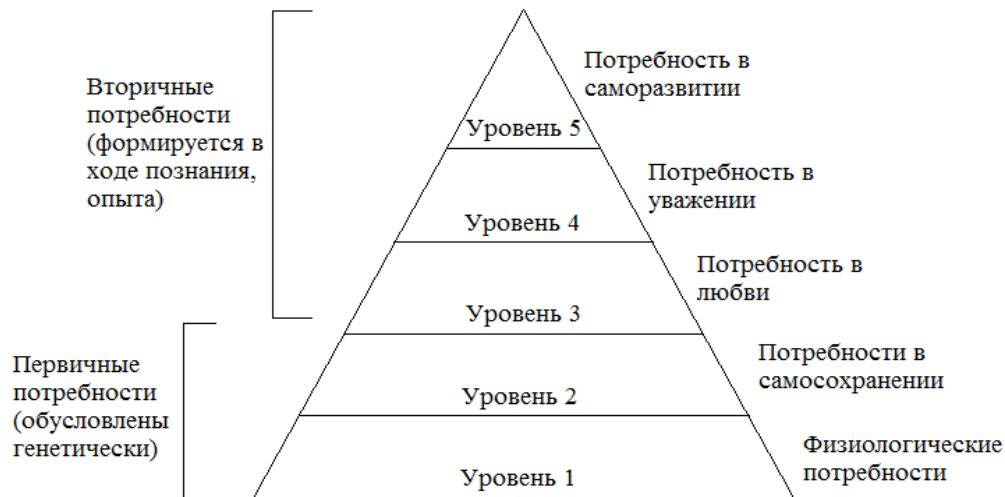 Вторичные
потребности
(формируется в
ходе познания,
опыта)
Первичные
потребности
(обусловлены
генетически)
Уровень 5
Уровень 4
Уровень 3
Уровень 2
Уровень 1
Потребность в
саморазвитии
Потребность в
уважении
Потребность в
любви
Потребности в
самосохранении
Физиологические
потребности